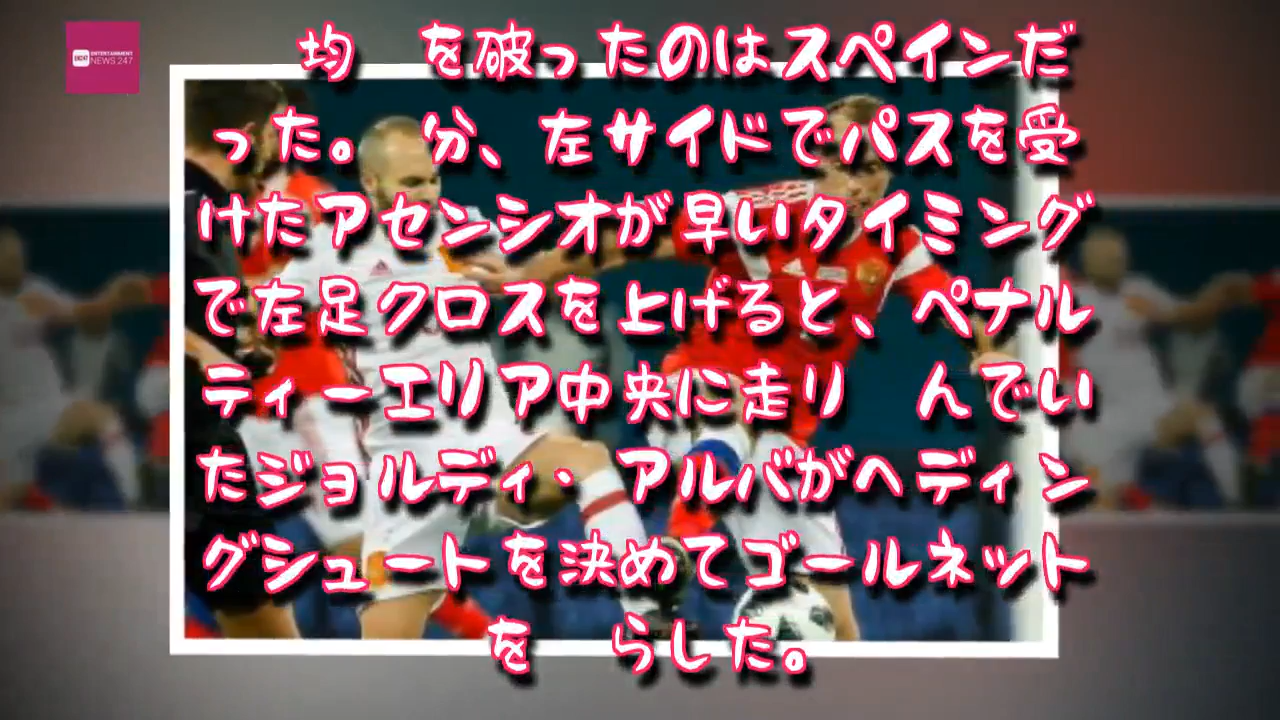 ENTERTAINMENT
NEWS 247
均　を破ったのはスペインだ
った。　分、左サイドでパスを受
けたアセンシオが早いタイミング
で左足クロスを上げると、ペナル
ティーエリア中央に走り　んでい
たジョルディ・アルバがヘディン
グシュートを決めてゴールネット
を　らした。